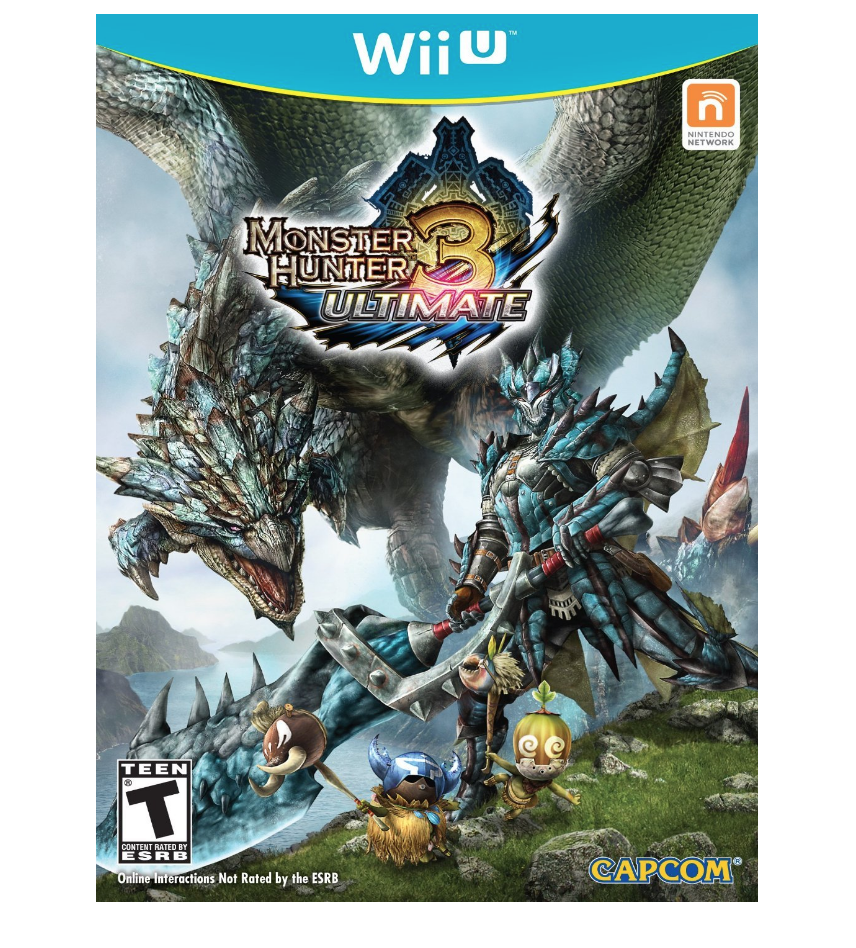 WiiU™
n
NINTENDO
NETWORK
MONSTER
HUNTER 3
ULTIMATE
TEEN
®
T
CONTENT RATED BY
ESRB
Online Interactions Not Rated by the ESRB
CAPCOM®